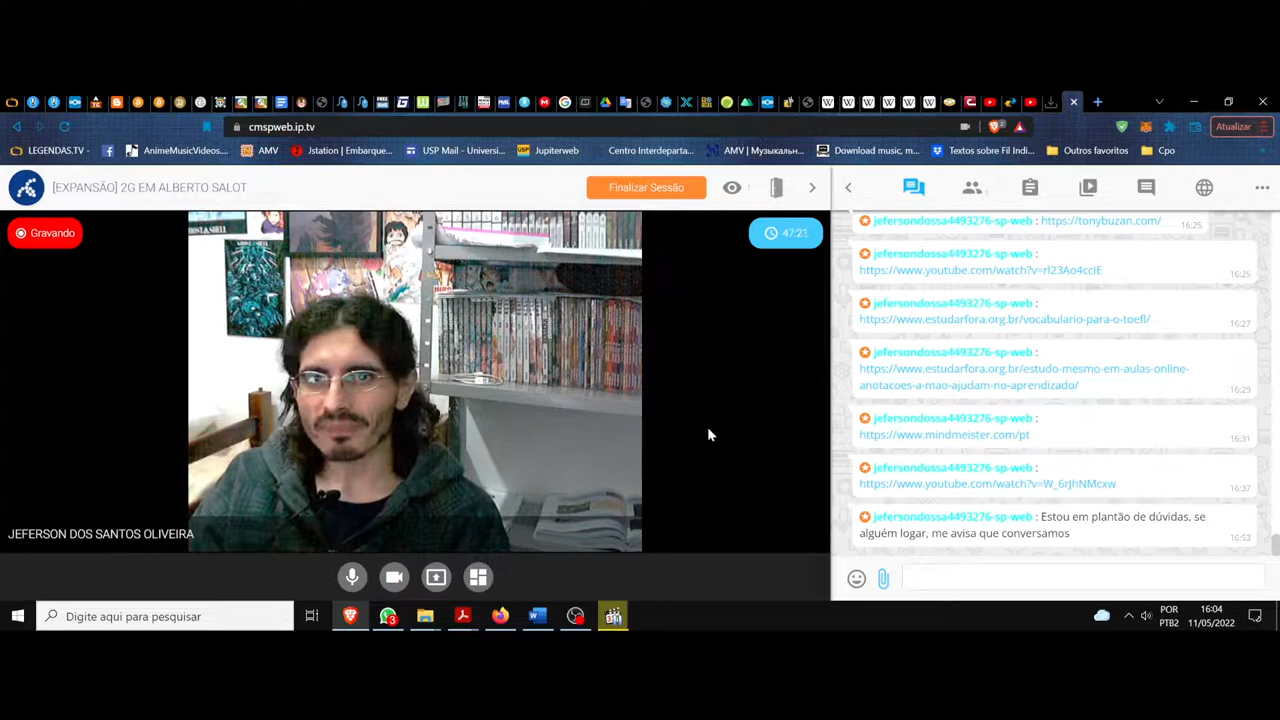 cmspweb.ip.tv
Atualizar
LEGENDAS.TV
AnimeMusicVideos...
AMV
Jstation | Embarque...
USP Mail - Universi...
Jupiterweb
Centro Interdeparta...
AMV | Музыкальн...
Download music, m...
Textos sobre Fil Indi...
Outros favoritos
Cpo
[EXPANSÃO] 2G EM ALBERTO SALOT
Finalizar Sessão
1
1
Gravando
47:21
JEFERSON DOS SANTOS OLIVEIRA
jefersondossa4493276-sp-web : https://tonybuzan.com/
16:25
jefersondossa4493276-sp-web :
https://www.youtube.com/watch?v=rl23Ao4ccIE
16:25
jefersondossa4493276-sp-web :
https://www.estudarfora.org.br/vocabulario-para-o-toefl/
16:27
jefersondossa4493276-sp-web :
https://www.estudarfora.org.br/estudo-mesmo-em-aulas-online-
anotacoes-a-mao-ajudam-no-aprendizado/
16:29
jefersondossa4493276-sp-web :
https://www.mindmeister.com/pt
16:31
jefersondossa4493276-sp-web :
https://www.youtube.com/watch?v=W_6rJhNMcxw
16:37
jefersondossa4493276-sp-web : Estou em plantão de dúvidas, se
alguém logar, me avisa que conversamos
16:53
Digite aqui para pesquisar
3
POR
PTB2
16:04
11/05/2022